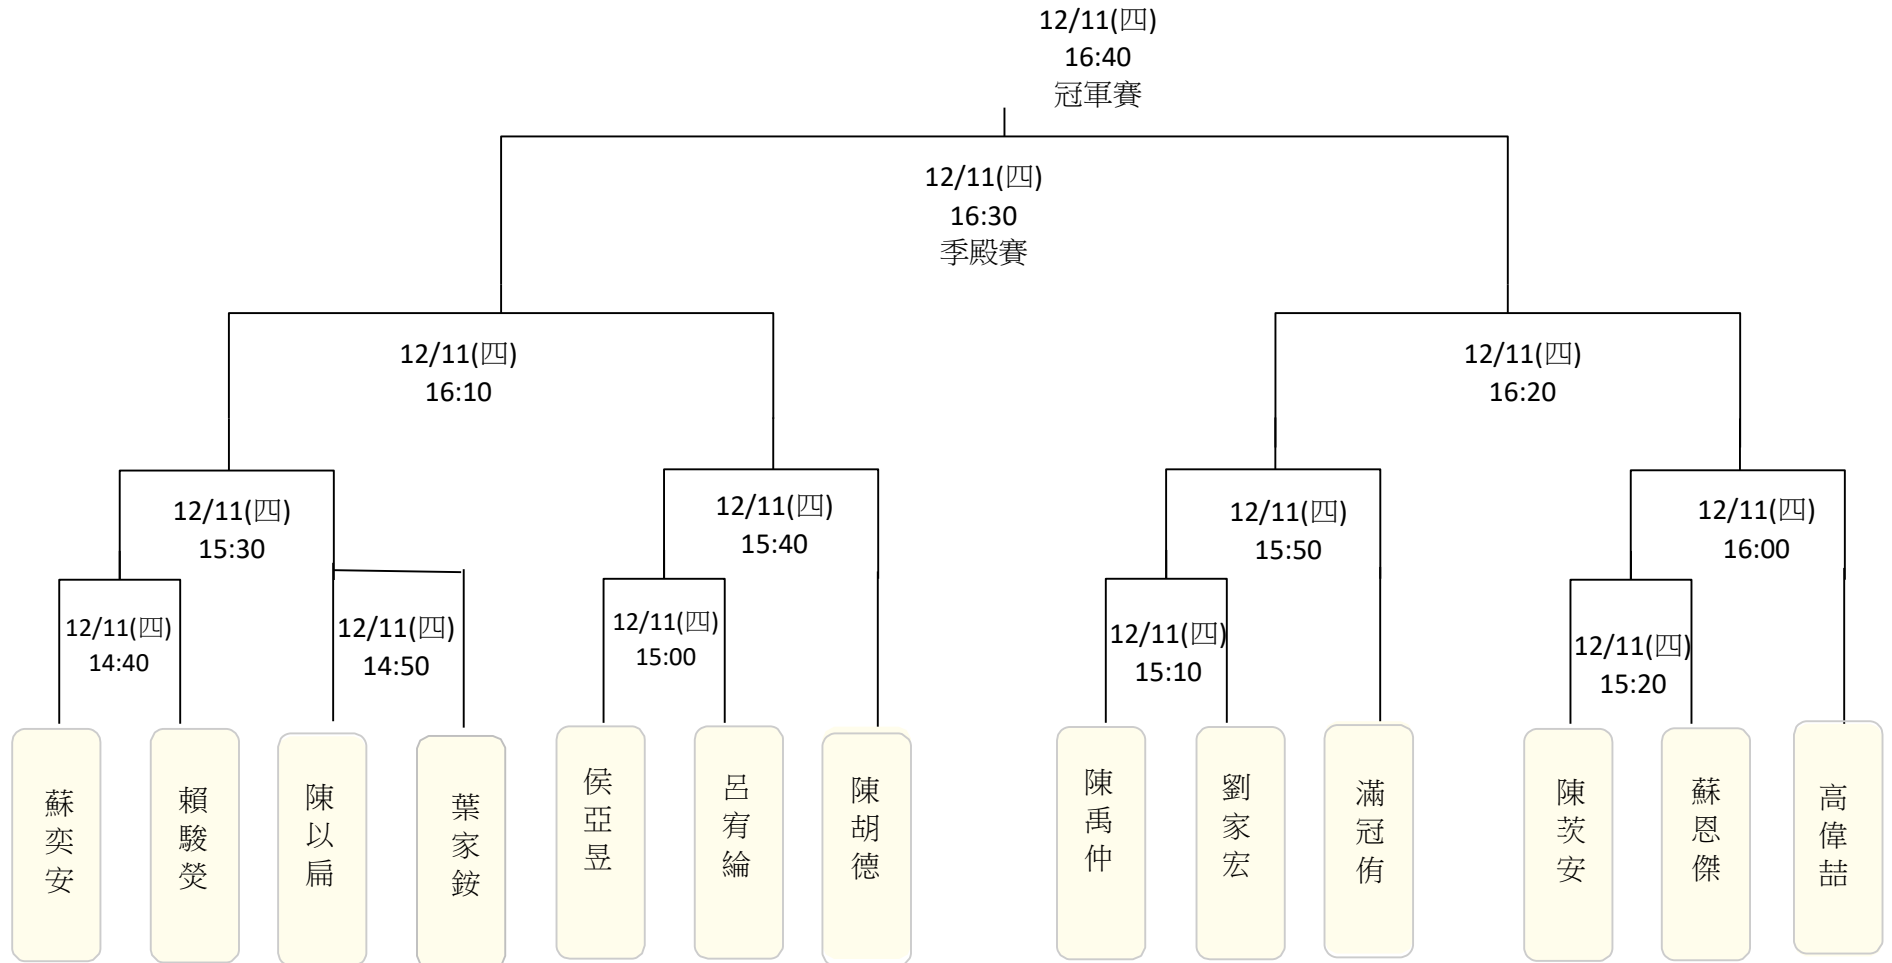 12/11(四)
16:40
冠軍賽
12/11(四)
16:30
季殿賽
12/11(四)
16:10
12/11(四)
16:20
12/11(四)
15:30
12/11(四)
15:40
12/11(四)
15:50
12/11(四)
16:00
12/11(四)
14:40
12/11(四)
14:50
12/11(四)
15:00
12/11(四)
15:10
12/11(四)
15:20
蘇奕安
賴駿熒
陳以扁
葉家銨
侯亞昱
呂宥綸
陳胡德
陳禹仲
劉家宏
滿冠侑
陳茨安
蘇恩傑
高偉喆